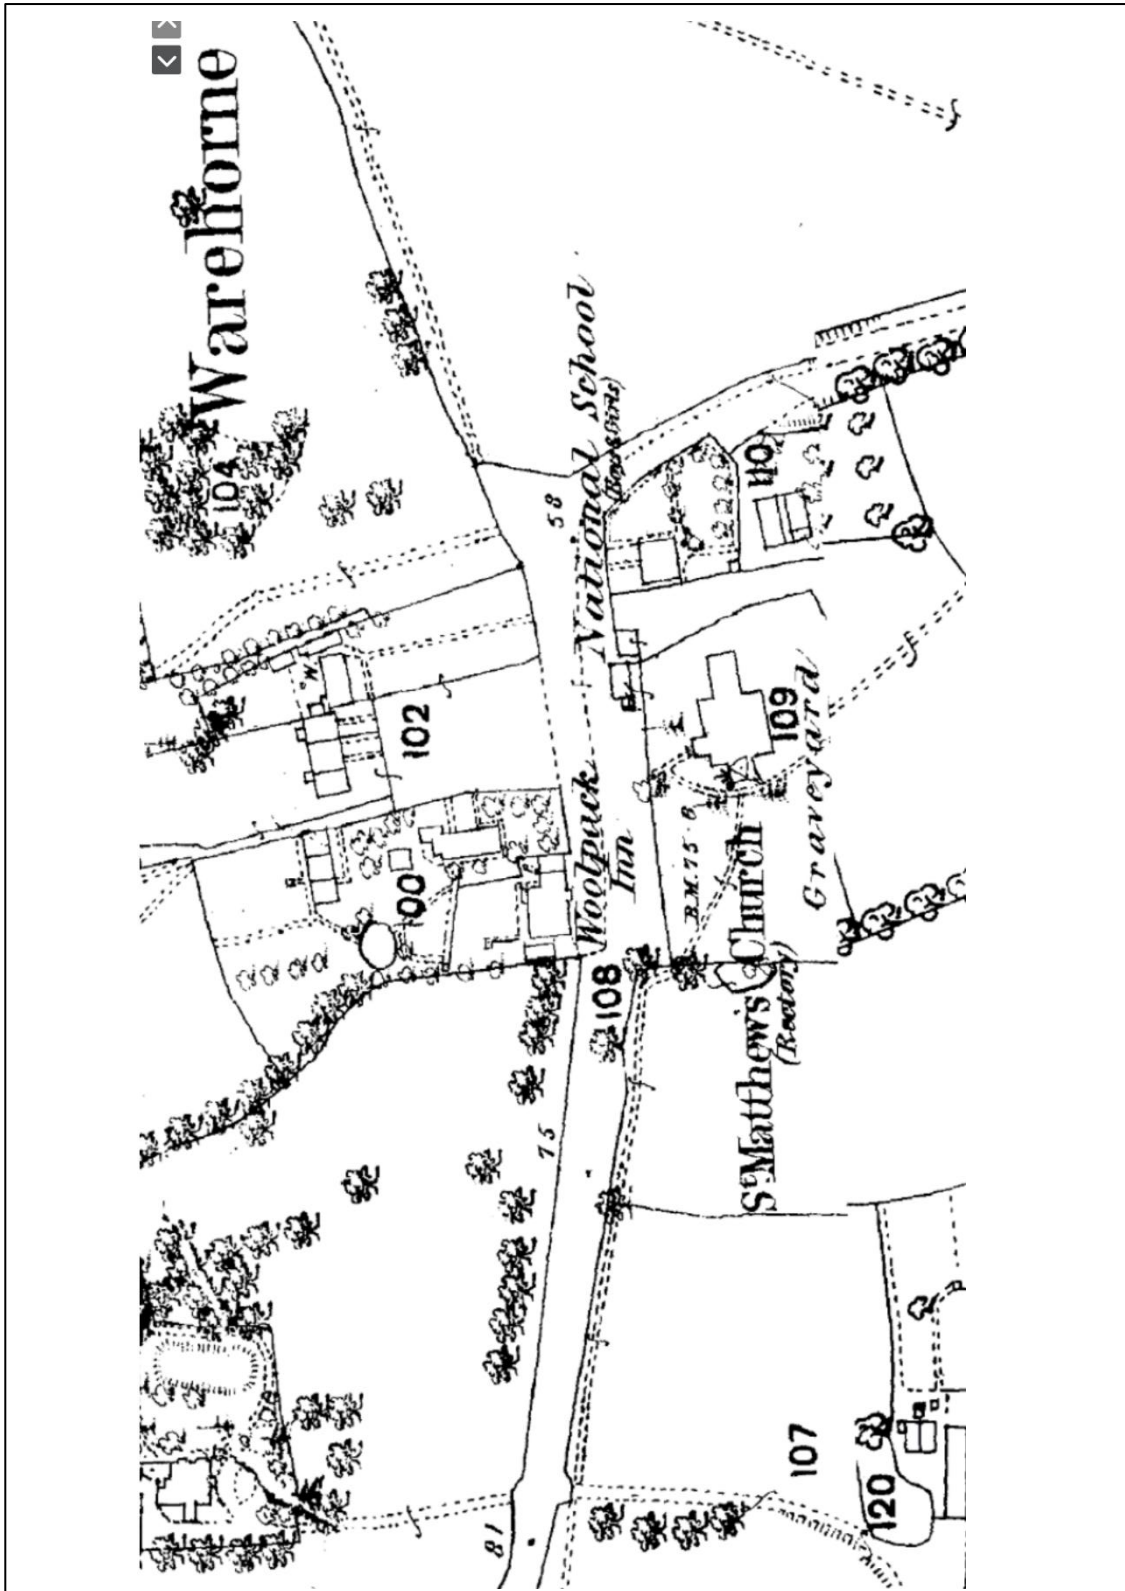 Warehorne
104
National School
(Boys & Girls)
58
110
W.
102
109
Graveyard
Woolpack
Inn
B.M. 75·8
100
108
St Matthews Church
(Rectory)
75
107
120
81